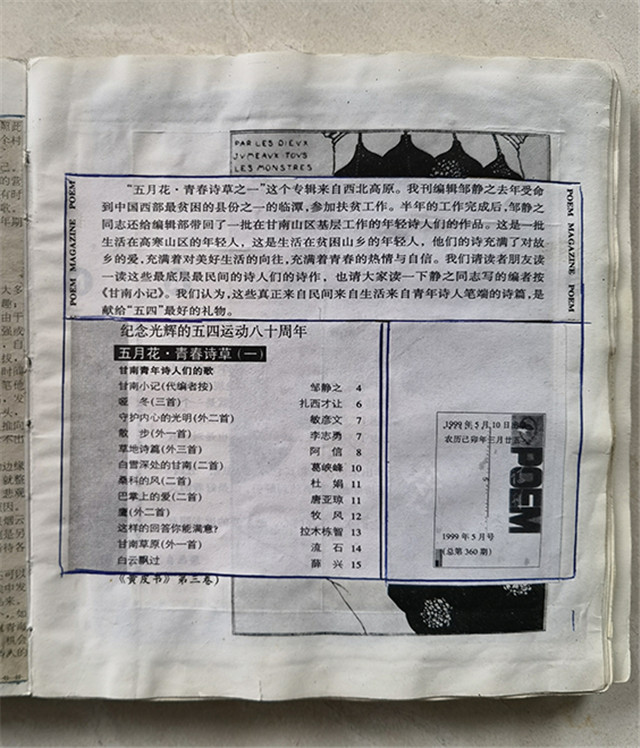 PAR LES DIEUX
JUMEAUX TOUS
LES MONSTRES
POEM MAGAZINE POEM
“五月花·青春诗草之一”这个专辑来自西北高原。我刊编辑邹静之去年受命
到中国西部最贫困的县份之一的临潭，参加扶贫工作。半年的工作完成后，邹静之
同志还给编辑部带回了一批在甘南山区基层工作的年轻诗人们的作品。这是一批
生活在高寒山区的年轻人，这是生活在贫困山乡的年轻人，他们的诗充满了对故
乡的爱，充满着对美好生活的向往，充满着青春的热情与自信。我们请读者朋友读
一读这些最底层最民间的诗人们的诗作，也请大家读一下静之同志写的编者按
《甘南小记》。我们认为，这些真正来自民间来自生活来自青年诗人笔端的诗篇，是
献给“五四”最好的礼物。
POEM MAGAZINE POEM
纪念光辉的五四运动八十周年
五月花·青春诗草(一)
甘南青年诗人们的歌
甘南小记(代编者按) 邹静之 4
暖 冬(三首) 扎西才让 6
守护内心的光明(外二首) 敏彦文 7
散 步(外一首) 李志勇 7
草地诗篇(外三首) 阿 信 8
白雪深处的甘南(二首) 葛峡峰 10
桑科的风(二首) 杜 娟 11
巴掌上的爱(二首) 唐亚琼 11
鹰(外二首) 牧 风 12
这样的回答你能满意? 拉木栋智 13
甘南草原(外一首) 流 石 14
白云飘过 薛 兴 15
《黄皮书》第三卷)
1999年5月10日出
农历己卯年三月廿五
POEM
1999年5月号
(总第360期)